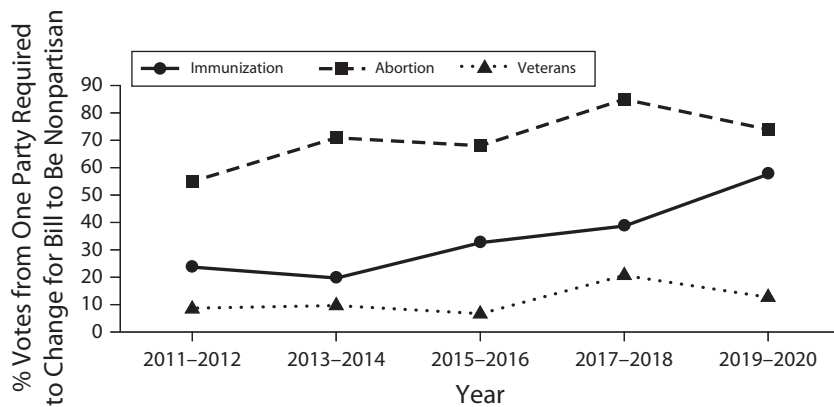 % Votes from One Party Required
to Change for Bill to Be Nonpartisan
Immunization Abortion Veterans
90
80
70
60
50
40
30
20
10
0
2011–2012 2013–2014 2015–2016 2017–2018 2019–2020
Year